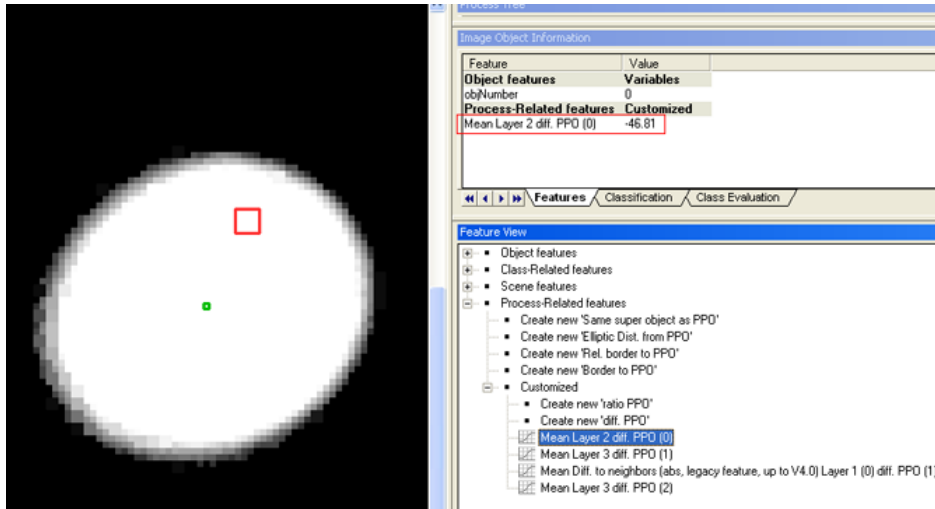 Process Tree
Image Object Information
Feature Value
Object features Variables
objNumber 0
Process-Related features Customized
Mean Layer 2 diff. PPO (0) -46.81
Features Classification Class Evaluation
Feature View
Object features
Class-Related features
Scene features
Process-Related features
Create new 'Same super object as PPO'
Create new 'Elliptic Dist. from PPO'
Create new 'Rel. border to PPO'
Create new 'Border to PPO'
Customized
Create new 'ratio PPO'
Create new 'diff. PPO'
Mean Layer 2 diff. PPO (0)
Mean Layer 3 diff. PPO (1)
Mean Diff. to neighbors (abs, legacy feature, up to V4.0) Layer 1 (0) diff. PPO (1)
Mean Layer 3 diff. PPO (2)